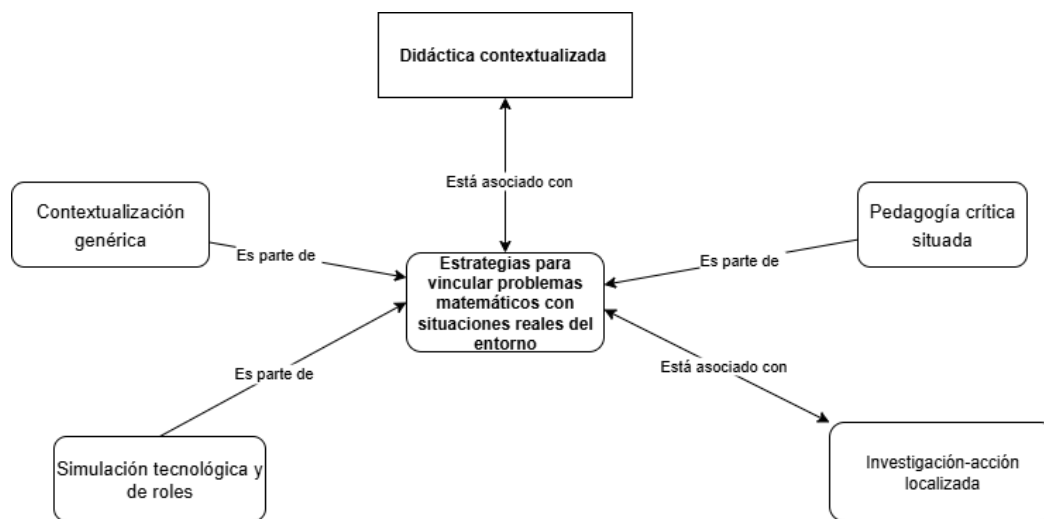 Didáctica contextualizada
Está asociado con
Contextualización
genérica
Pedagogía crítica
situada
Es parte de
Es parte de
Estrategias para
vincular problemas
matemáticos con
situaciones reales del
entorno
Es parte de
Está asociado con
Simulación tecnológica y
de roles
Investigación-acción
localizada